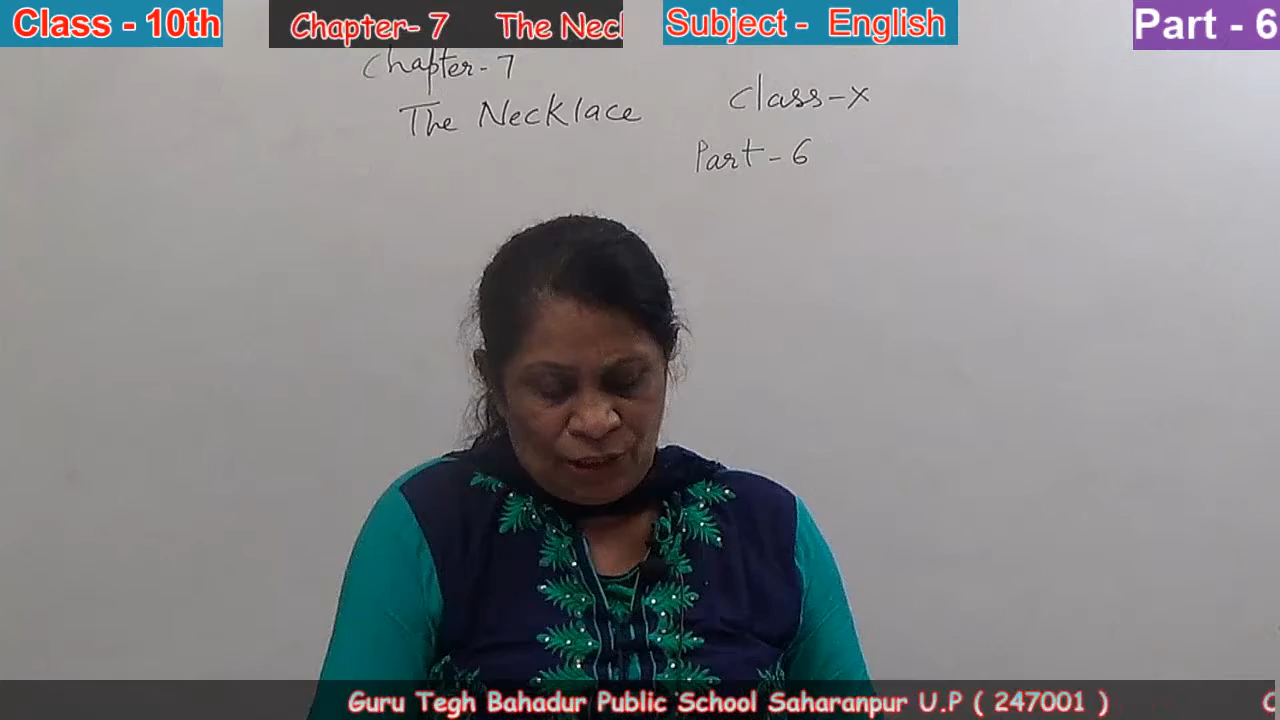 Class - 10th
Chapter- 7 The Neck
Subject - English
Part - 6
Chapter-7
The Necklace
Class-X
Part-6
Guru Tegh Bahadur Public School Saharanpur U.P ( 247001 )